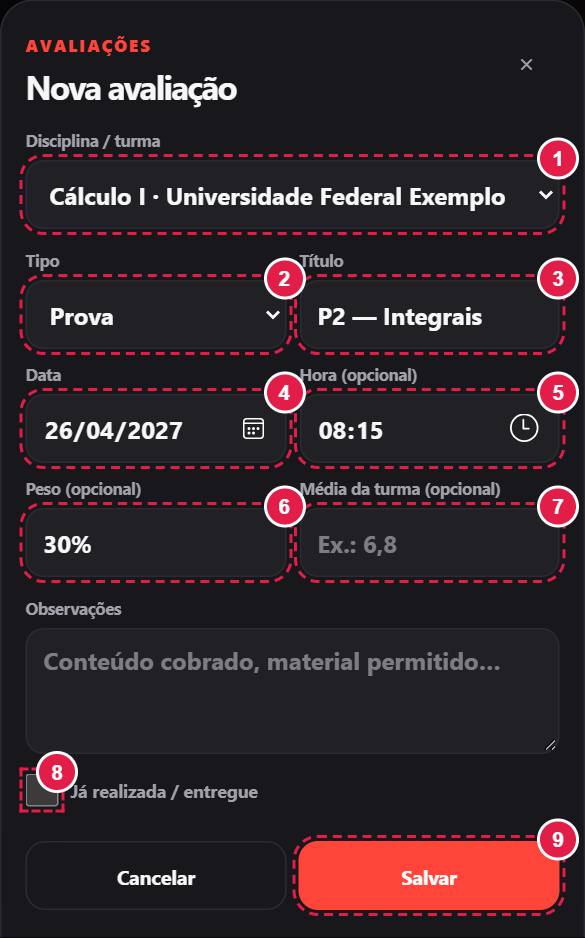 AVALIAÇÕES
×
Nova avaliação
Disciplina / turma
1
Cálculo I · Universidade Federal Exemplo
Tipo
2
Título
3
Prova
P2 — Integrais
Data
4
Hora (opcional)
5
26/04/2027
08:15
Peso (opcional)
6
Média da turma (opcional)
7
30%
Ex.: 6,8
Observações
Conteúdo cobrado, material permitido...
8
Já realizada / entregue
9
Cancelar
Salvar